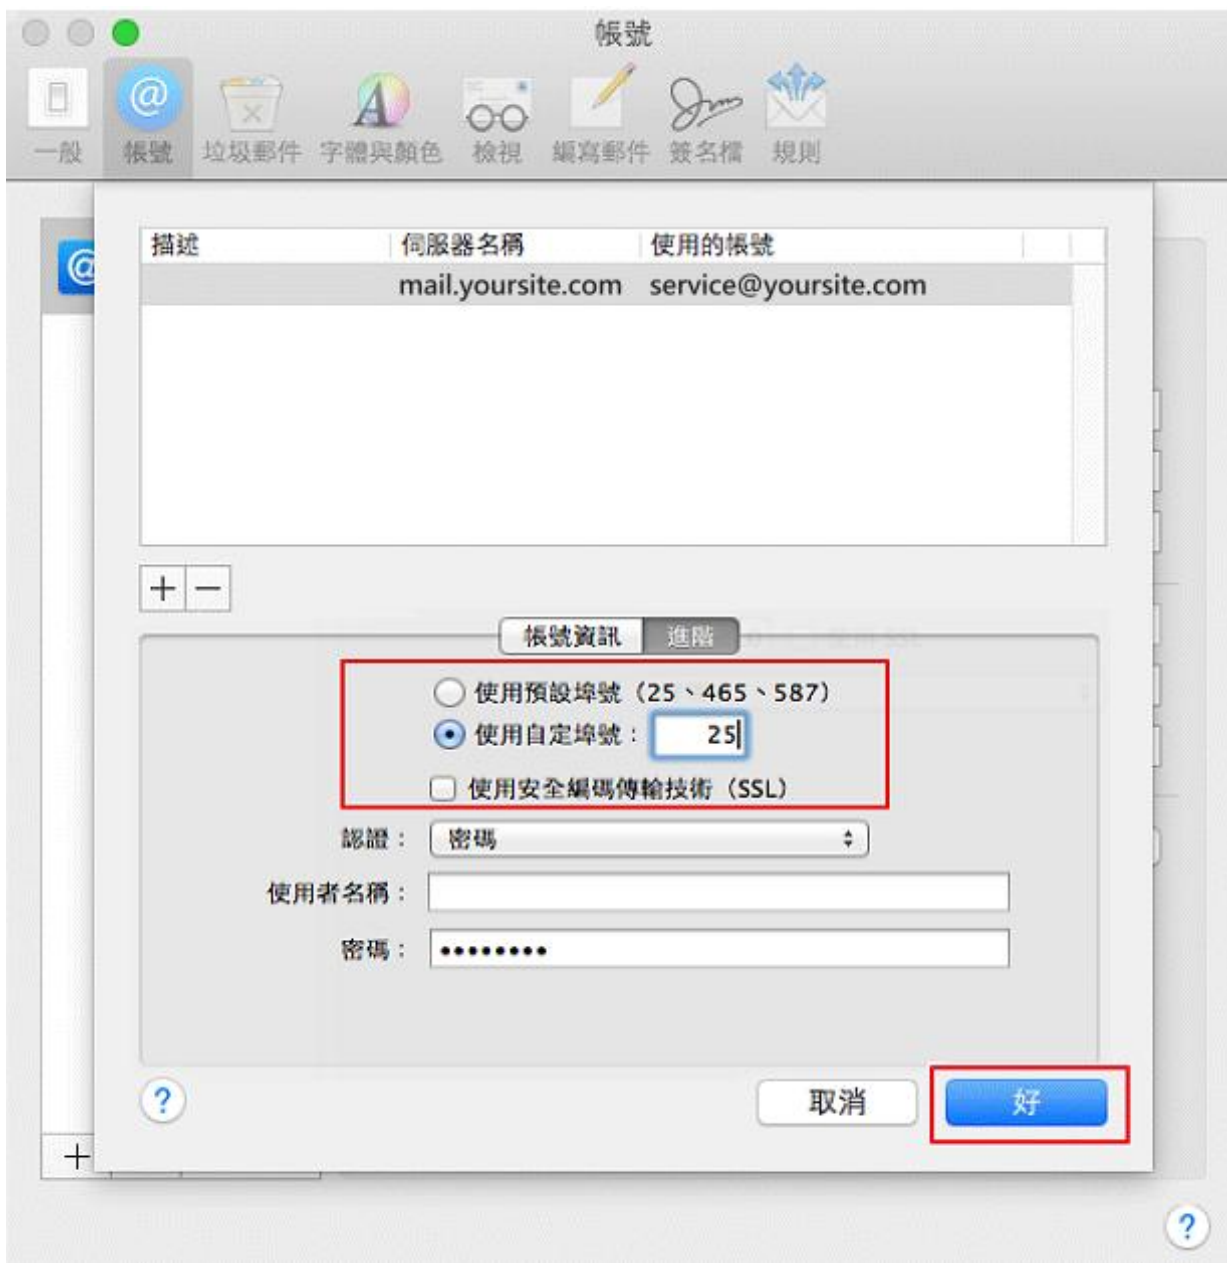 帳號
一般 帳號 垃圾郵件 字體與顏色 檢視 編寫郵件 簽名檔 規則
描述 伺服器名稱 使用的帳號
mail.yoursite.com service@yoursite.com
帳號資訊 進階
使用預設埠號（25、465、587）
使用自定埠號： 25
使用安全編碼傳輸技術（SSL）
認證： 密碼
使用者名稱：
密碼： ••••••••
? 取消 好
?